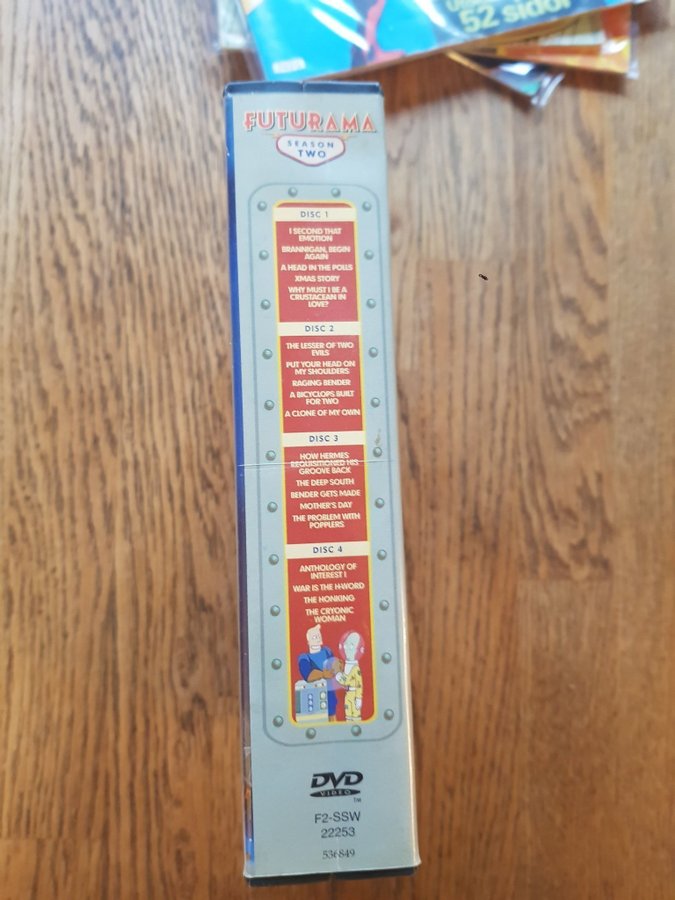 52 sidor
FUTURAMA
SEASON
TWO
DISC 1
I SECOND THAT
EMOTION
BRANNIGAN, BEGIN
AGAIN
A HEAD IN THE POLLS
XMAS STORY
WHY MUST I BE A
CRUSTACEAN IN
LOVE?
DISC 2
THE LESSER OF TWO
EVILS
PUT YOUR HEAD ON
MY SHOULDERS
RAGING BENDER
A BICYCLOPS BUILT
FOR TWO
A CLONE OF MY OWN
DISC 3
HOW HERMES
REQUISITIONED HIS
GROOVE BACK
THE DEEP SOUTH
BENDER GETS MADE
MOTHER'S DAY
THE PROBLEM WITH
POPPLERS
DISC 4
ANTHOLOGY OF
INTEREST I
WAR IS THE H-WORD
THE HONKING
THE CRYONIC
WOMAN
DVD
VIDEO
TM
F2-SSW
22253
536849